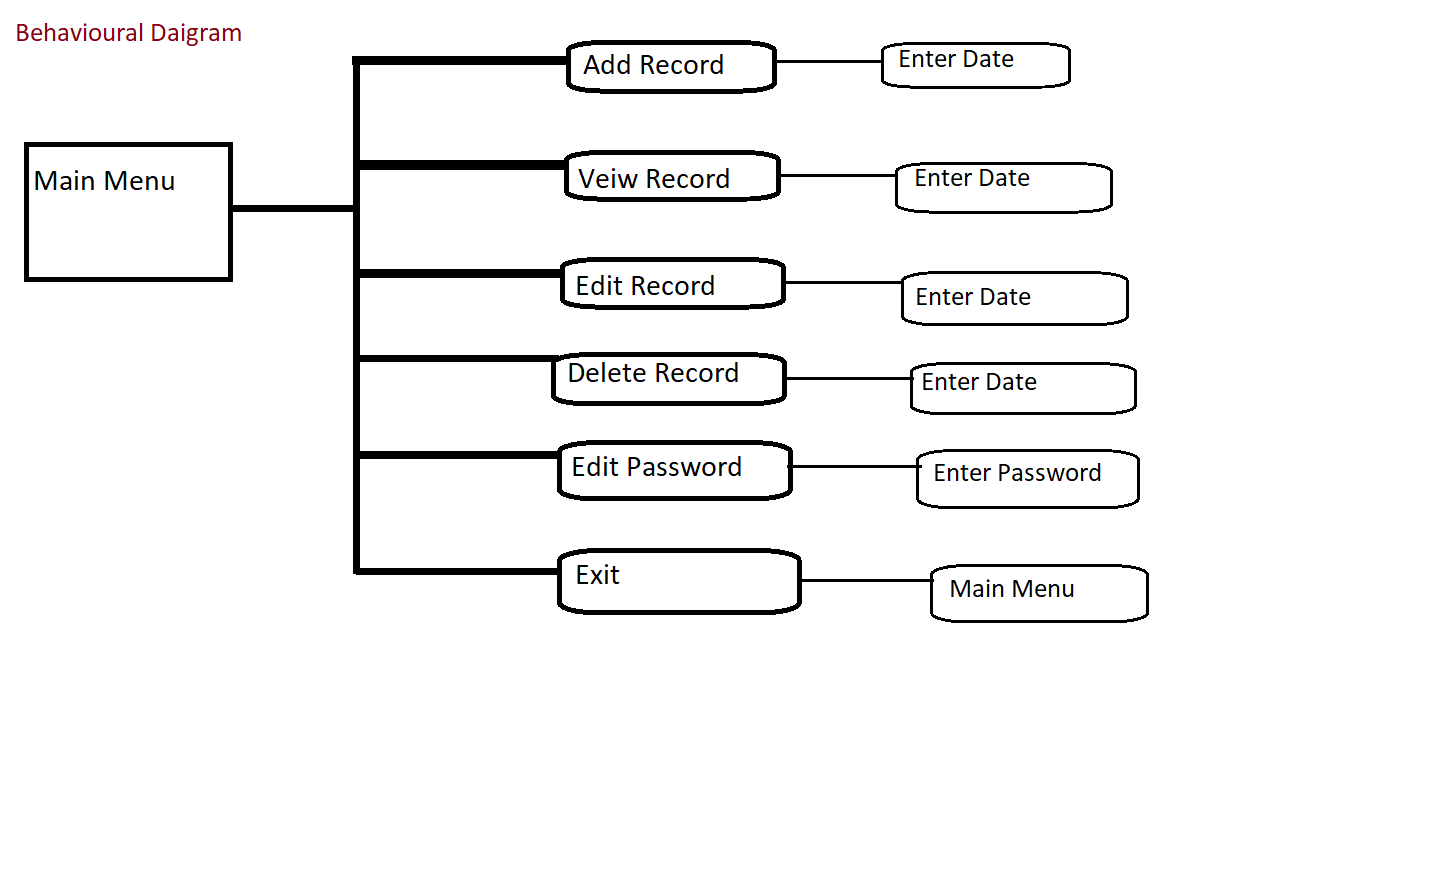 Behavioural Daigram
Main Menu
Add Record
Enter Date
Veiw Record
Enter Date
Edit Record
Enter Date
Delete Record
Enter Date
Edit Password
Enter Password
Exit
Main Menu